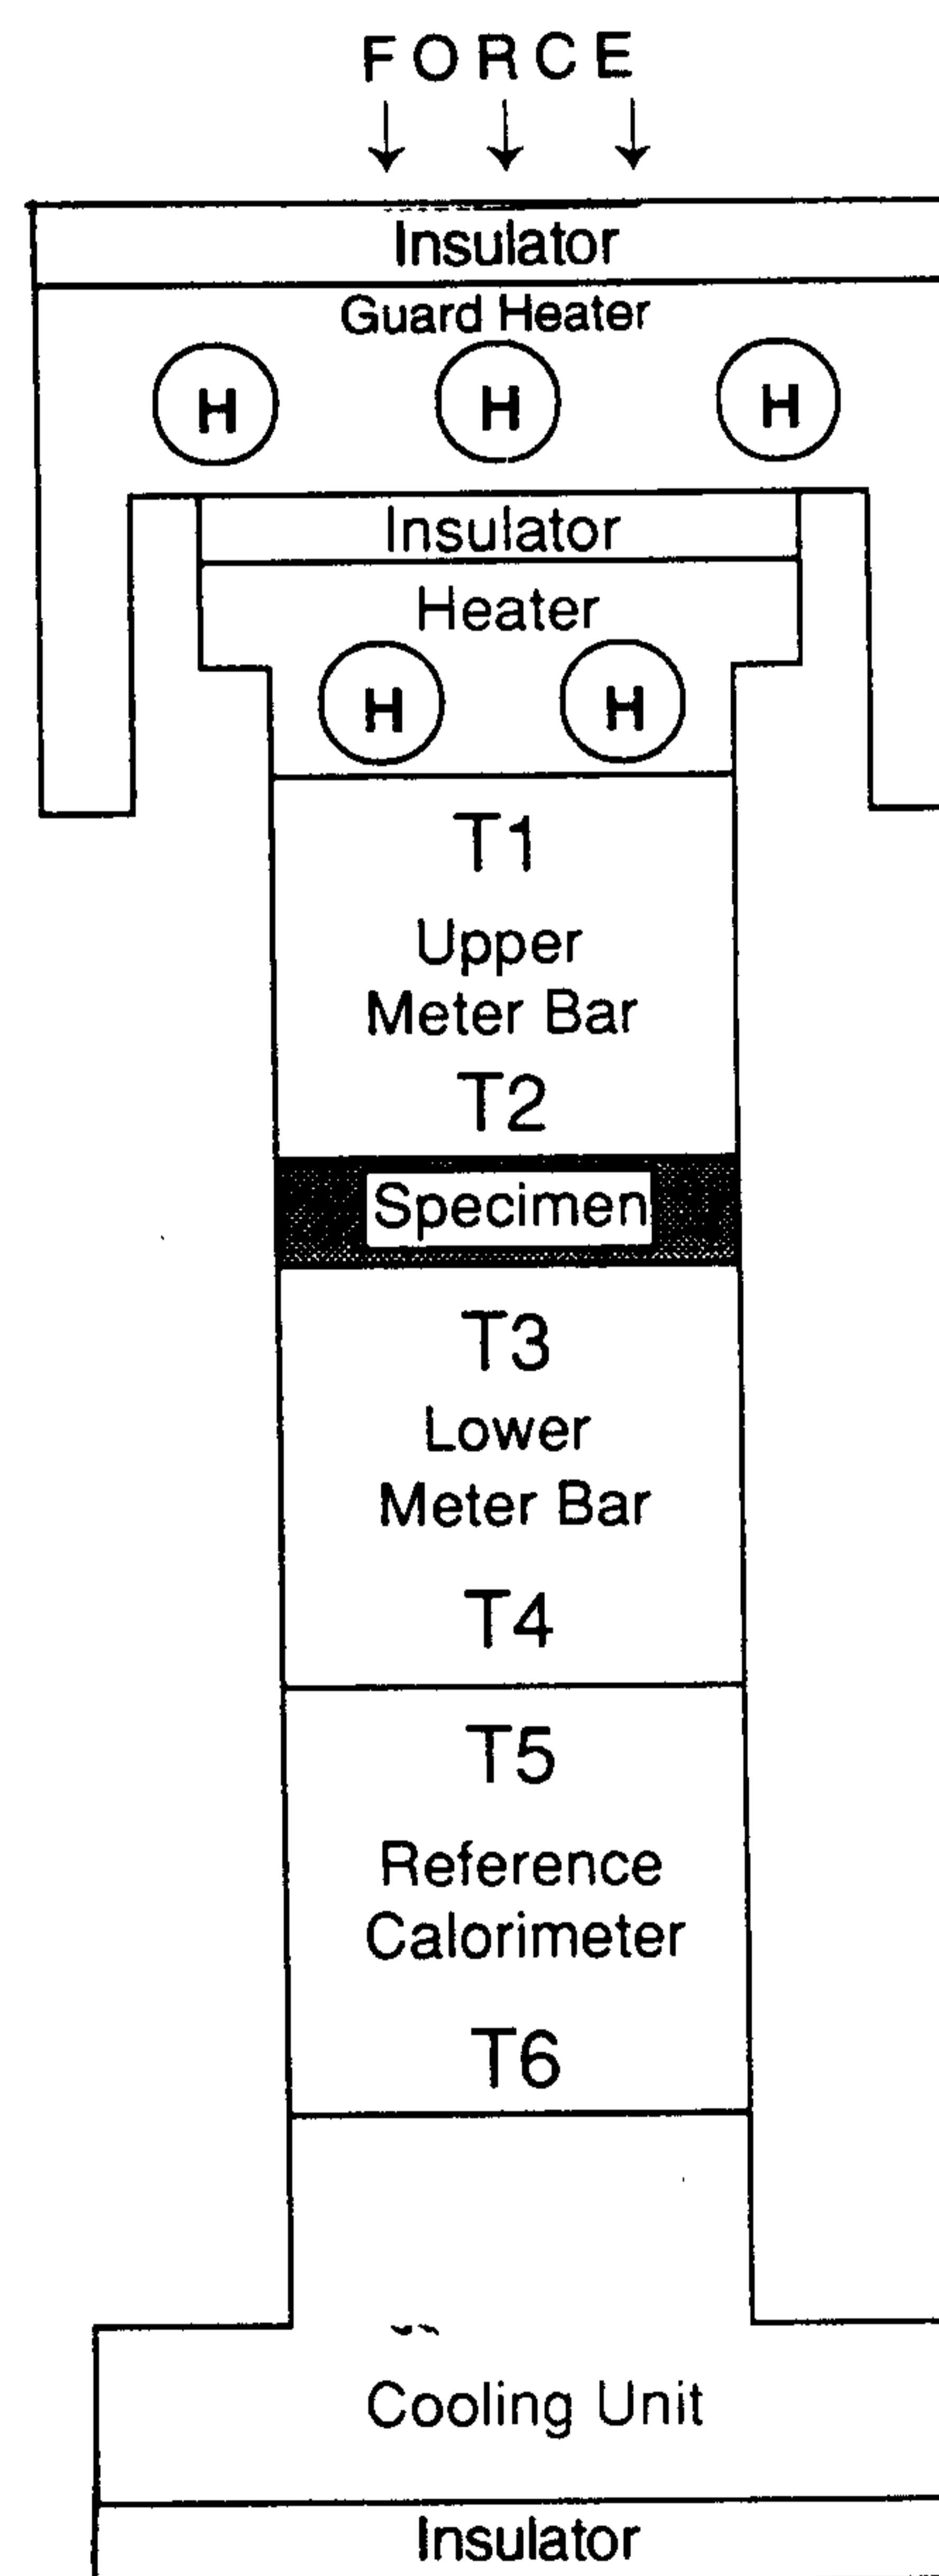 FORCE
Insulator
Guard Heater
H H H
Insulator
Heater
H H
T1
Upper
Meter Bar
T2
Specimen
T3
Lower
Meter Bar
T4
T5
Reference
Calorimeter
T6
Cooling Unit
Insulator